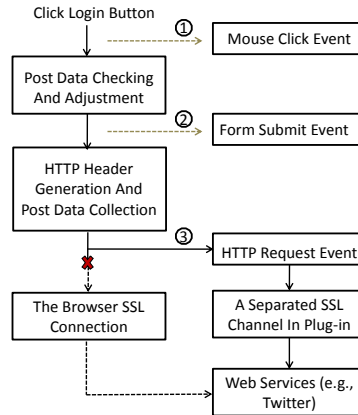 Click Login Button
①
Mouse Click Event
Post Data Checking
And Adjustment
②
Form Submit Event
HTTP Header
Generation And
Post Data Collection
③
HTTP Request Event
The Browser SSL
Connection
A Separated SSL
Channel In Plug-in
Web Services (e.g.,
Twitter)